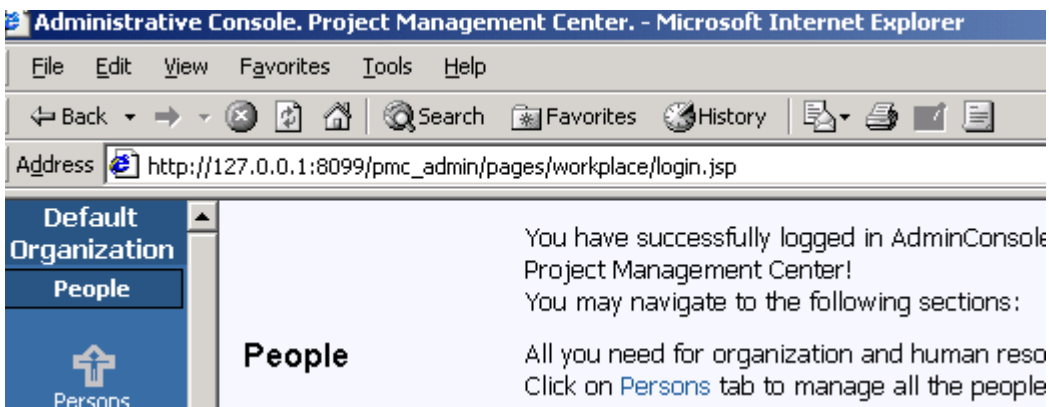 Administrative Console. Project Management Center. - Microsoft Internet Explorer
File Edit View Favorites Tools Help
Back Search Favorites History
Address http://127.0.0.1:8099/pmc_admin/pages/workplace/login.jsp
Default
Organization
People
Persons
You have successfully logged in AdminConsole
Project Management Center!
You may navigate to the following sections:
People
All you need for organization and human reso
Click on Persons tab to manage all the people